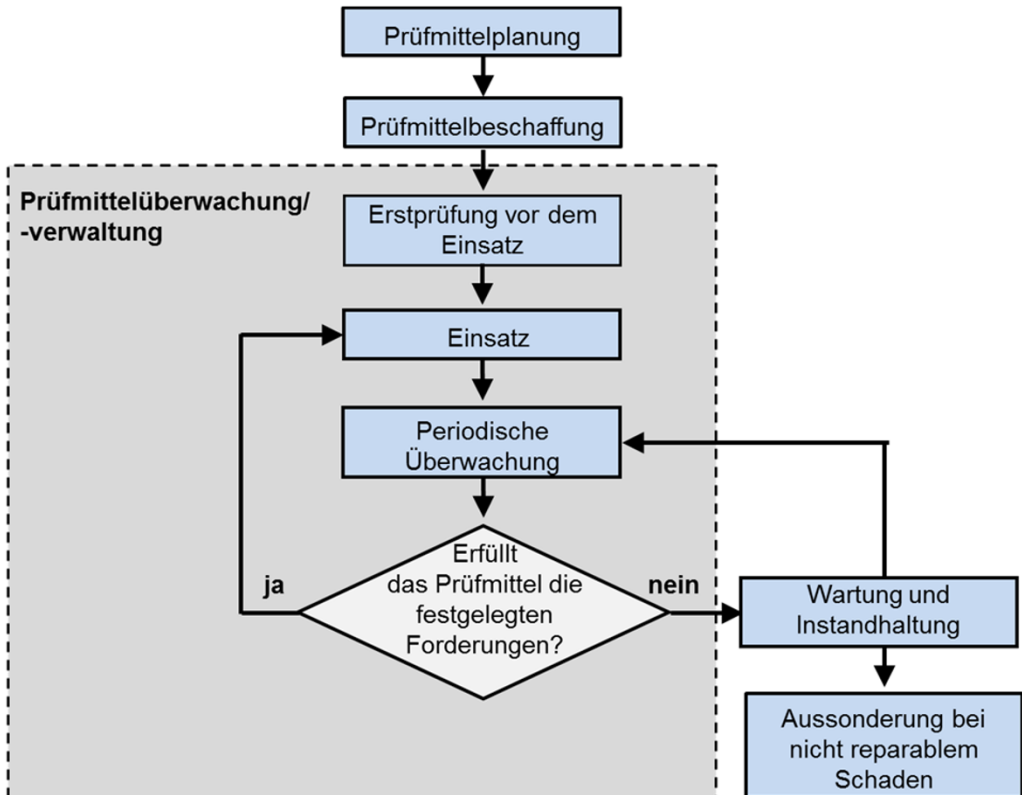 Prüfmittelplanung
Prüfmittelbeschaffung
Prüfmittelüberwachung/
-verwaltung
Erstprüfung vor dem
Einsatz
Einsatz
Periodische
Überwachung
Erfüllt
das Prüfmittel die
festgelegten
Forderungen?
ja
nein
Wartung und
Instandhaltung
Aussonderung bei
nicht reparablem
Schaden